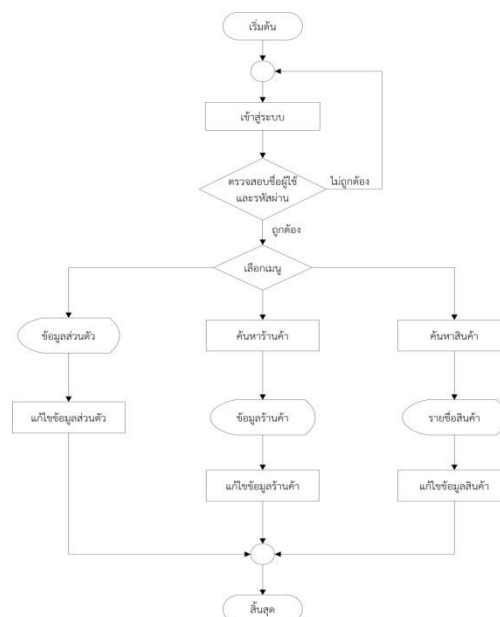 เริ่มต้น
เข้าสู่ระบบ
ตรวจสอบชื่อผู้ใช้
และรหัสผ่าน
ไม่ถูกต้อง
ถูกต้อง
เลือกเมนู
ข้อมูลส่วนตัว
ค้นหาร้านค้า
ค้นหาสินค้า
แก้ไขข้อมูลส่วนตัว
ข้อมูลร้านค้า
รายชื่อสินค้า
แก้ไขข้อมูลร้านค้า
แก้ไขข้อมูลสินค้า
สิ้นสุด